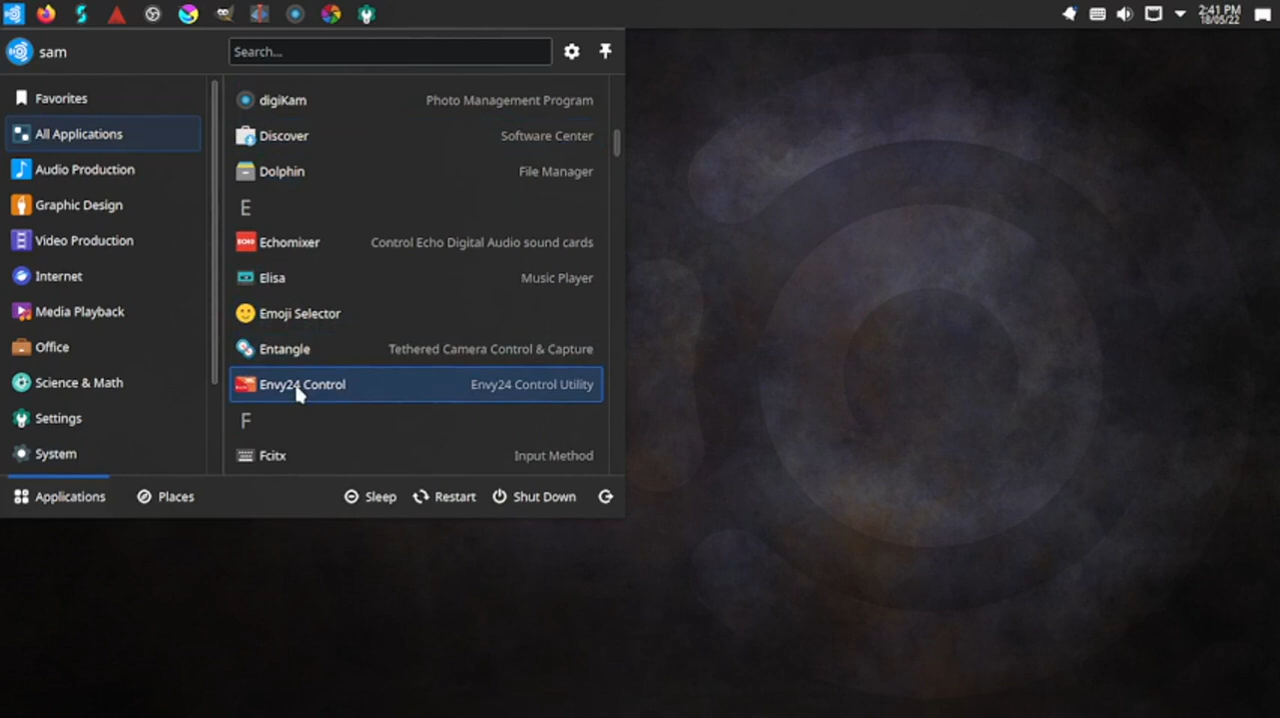 2:41 PM
18/05/22
sam
Search...
Favorites
All Applications
Audio Production
Graphic Design
Video Production
Internet
Media Playback
Office
Science & Math
Settings
System
digiKam Photo Management Program
Discover Software Center
Dolphin File Manager
E
Echomixer Control Echo Digital Audio sound cards
Elisa Music Player
Emoji Selector
Entangle Tethered Camera Control & Capture
Envy24 Control Envy24 Control Utility
F
Fcitx Input Method
Applications Places Sleep Restart Shut Down